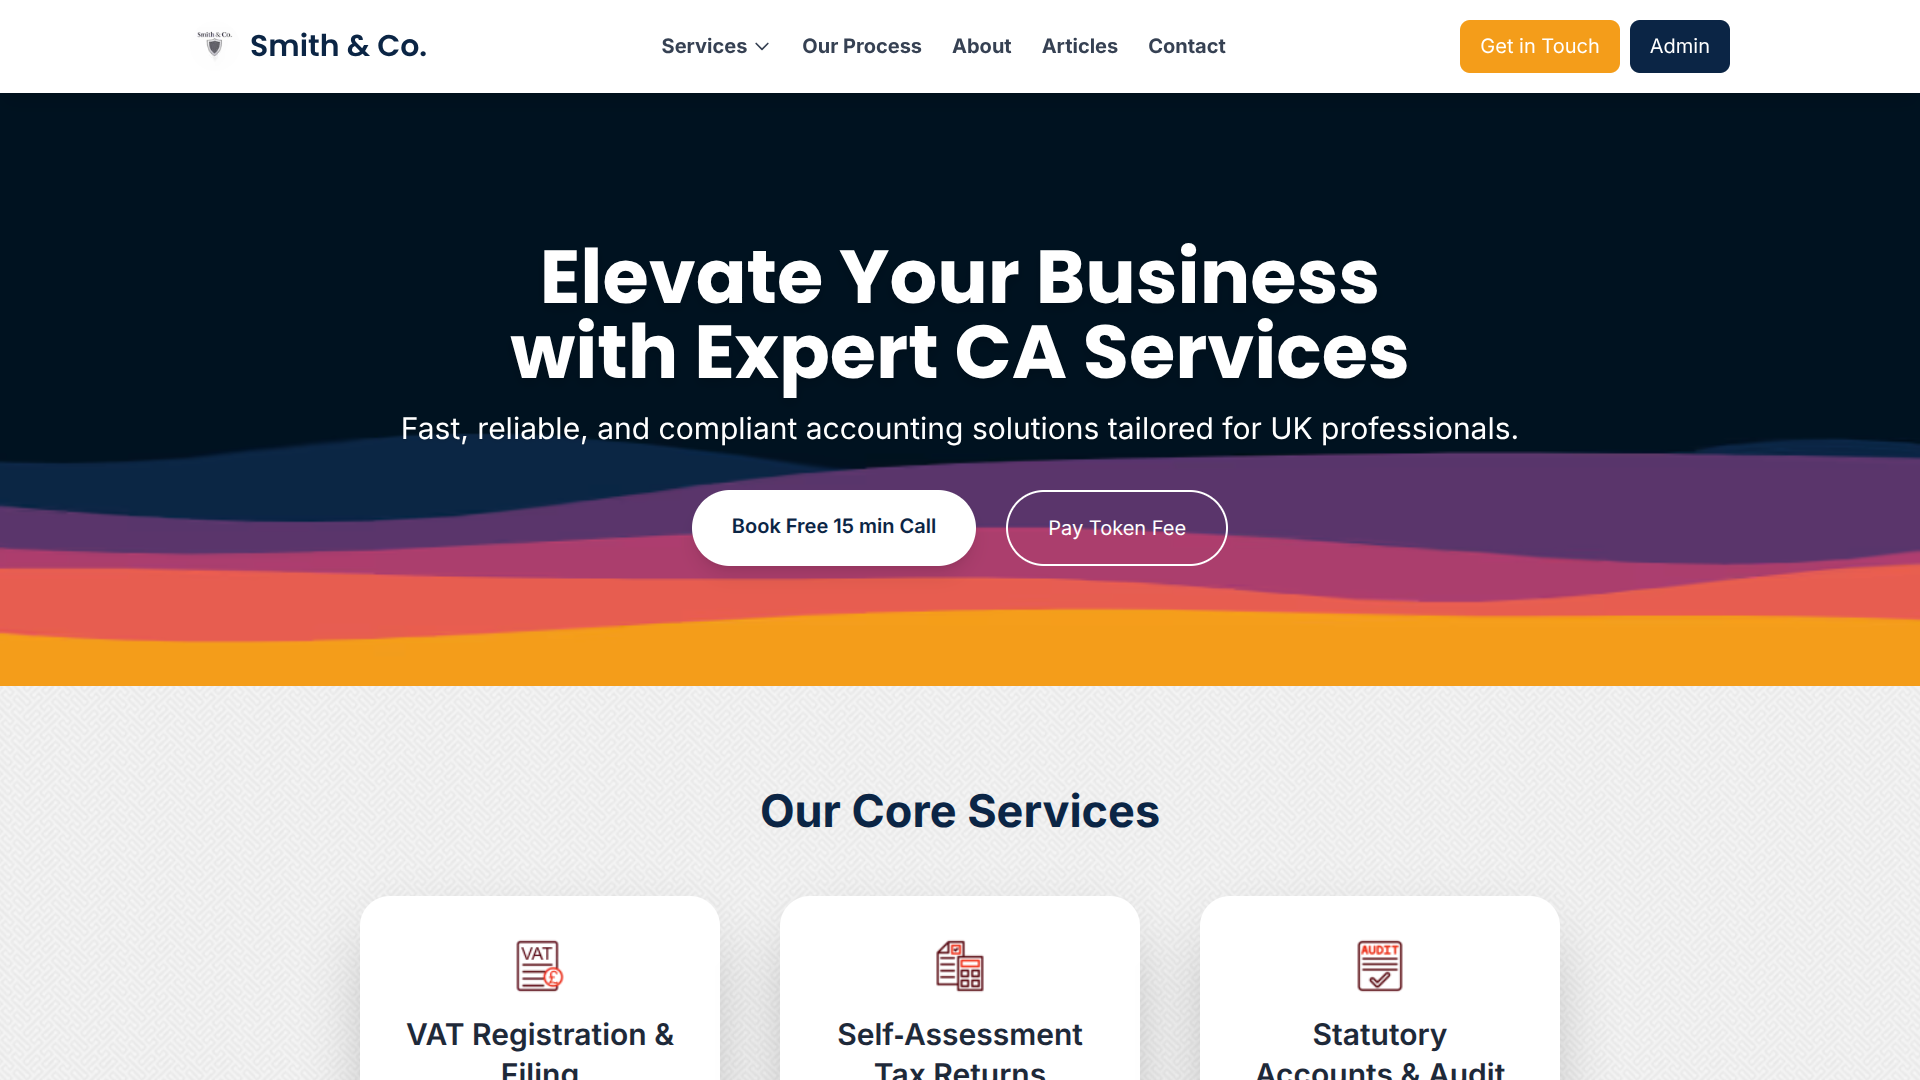 Smith & Co.
Smith & Co.
Services
Our Process
About
Articles
Contact
Get in Touch
Admin
Elevate Your Business
with Expert CA Services
Fast, reliable, and compliant accounting solutions tailored for UK professionals.
Book Free 15 min Call
Pay Token Fee
Our Core Services
VAT
£
VAT Registration &
Filing
Self-Assessment
Tax Returns
AUDIT
Statutory
Accounts & Audit